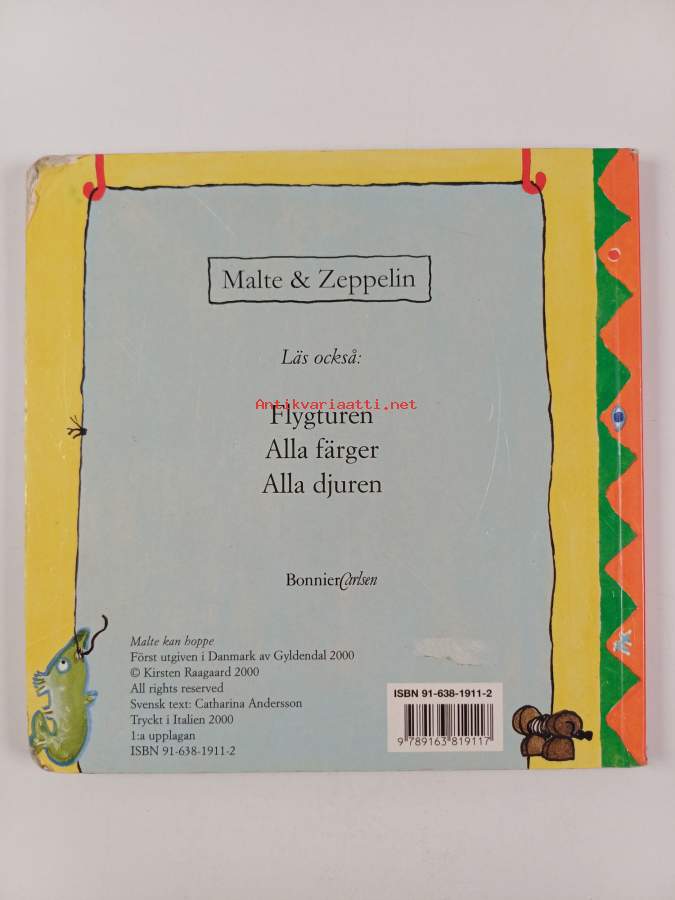 Malte & Zeppelin
Läs också:
Antikvariaatti.net
Flygturen
Alla färger
Alla djuren
BonnierCarlsen
Malte kan hoppe
Först utgiven i Danmark av Gyldendal 2000
© Kirsten Raagaard 2000
All rights reserved
Svensk text: Catharina Andersson
Tryckt i Italien 2000
1:a upplagan
ISBN 91-638-1911-2
ISBN 91-638-1911-2
9 789163 819117